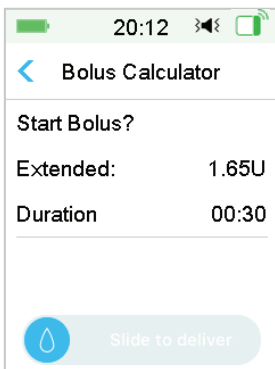 20:12
Bolus Calculator
Start Bolus?
Extended: 1.65U
Duration 00:30
Slide to deliver